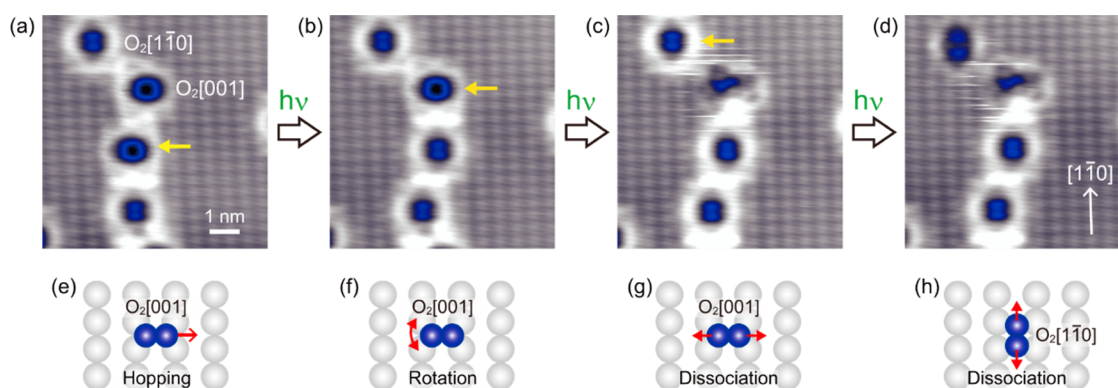 (a)
O₂[11̄0]
O₂[001]
1 nm
hν
(b)
hν
(c)
hν
(d)
[11̄0]
(e)
O₂[001]
Hopping
(f)
O₂[001]
Rotation
(g)
O₂[001]
Dissociation
(h)
O₂[11̄0]
Dissociation